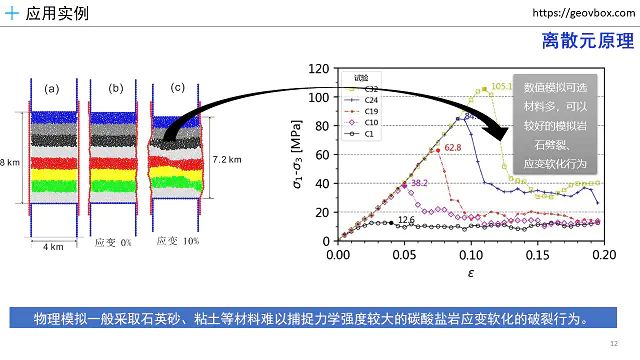 应用实例
https://geovbox.com/
离散元原理
(a)
(b)
(c)
8 km
7.2 km
4 km
应变 0%
应变 10%
120
100
80
60
40
20
0
σ1-σ3 [MPa]
0.00
0.05
0.10
0.15
0.20
ε
试验
C32
C24
C19
C10
C1
105.1
84.
62.8
38.2
12.6
数值模拟可选
材料多，可以
较好的模拟岩
石劈裂、
应变软化行为
物理模拟一般采取石英砂、粘土等材料难以捕捉力学强度较大的碳酸盐岩应变软化的破裂行为。
12